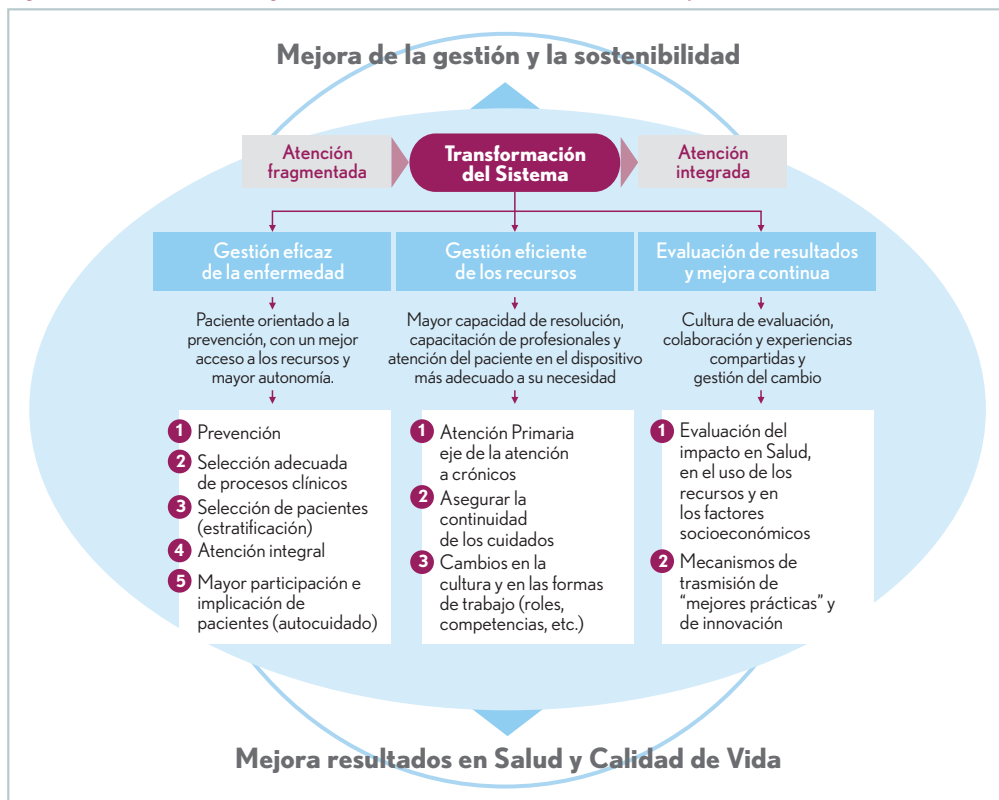 Mejora de la gestión y la sostenibilidad
Atención
fragmentada
Transformación
del Sistema
Atención
integrada
Gestión eficaz
de la enfermedad
Paciente orientado a la
prevención, con un mejor
acceso a los recursos y
mayor autonomía.
1 Prevención
2 Selección adecuada
de procesos clínicos
3 Selección de pacientes
(estratificación)
4 Atención integral
5 Mayor participación e
implicación de
pacientes (autocuidado)
Gestión eficiente
de los recursos
Mayor capacidad de resolución,
capacitación de profesionales y
atención del paciente en el dispositivo
más adecuado a su necesidad
1 Atención Primaria
eje de la atención
a crónicos
2 Asegurar la
continuidad
de los cuidados
3 Cambios en la
cultura y en las formas
de trabajo (roles,
competencias, etc.)
Evaluación de resultados
y mejora continua
Cultura de evaluación,
colaboración y experiencias
compartidas y
gestión del cambio
1 Evaluación del
impacto en Salud,
en el uso de los
recursos y en
los factores
socioeconómicos
2 Mecanismos de
trasmisión de
“mejores prácticas” y
de innovación
Mejora resultados en Salud y Calidad de Vida